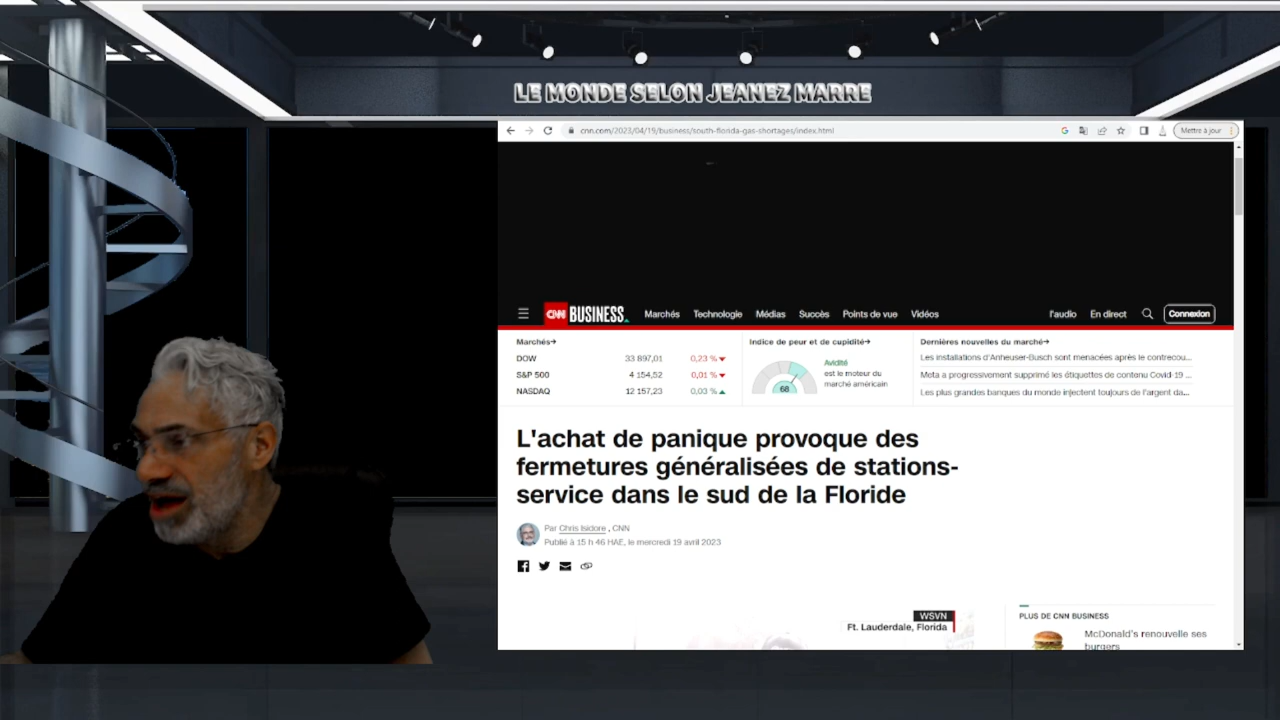 LE MONDE SELON JEANEZ MARRE
cnn.com/2023/04/19/business/south-florida-gas-shortages/index.html
Mettre à jour
CNN BUSINESS
Marchés
Technologie
Médias
Succès
Points de vue
Vidéos
l'audio
En direct
Connexion
Marchés→
DOW 33 897,01 0,23 %
S&P 500 4 154,52 0,01 %
NASDAQ 12 157,23 0,03 %
Indice de peur et de cupidité→
68
Avidité
est le moteur du
marché américain
Dernières nouvelles du marché→
Les installations d'Anheuser-Busch sont menacées après le contrecou...
Meta a progressivement supprimé les étiquettes de contenu Covid-19 ...
Les plus grandes banques du monde injectent toujours de l'argent da...
L'achat de panique provoque des
fermetures généralisées de stations-
service dans le sud de la Floride
Par Chris Isidore , CNN
Publié à 15 h 46 HAE, le mercredi 19 avril 2023
WSVN
Ft. Lauderdale, Florida
PLUS DE CNN BUSINESS
McDonald's renouvelle ses
burgers